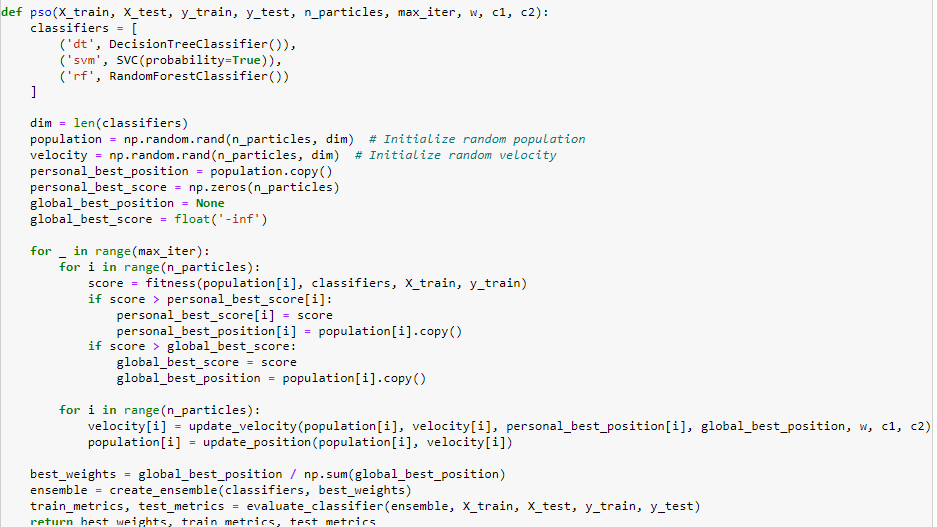 def pso(X_train, X_test, y_train, y_test, n_particles, max_iter, w, c1, c2):
    classifiers = [
        ('dt', DecisionTreeClassifier()),
        ('svm', SVC(probability=True)),
        ('rf', RandomForestClassifier())
    ]

    dim = len(classifiers)
    population = np.random.rand(n_particles, dim)  # Initialize random population
    velocity = np.random.rand(n_particles, dim)  # Initialize random velocity
    personal_best_position = population.copy()
    personal_best_score = np.zeros(n_particles)
    global_best_position = None
    global_best_score = float('-inf')

    for _ in range(max_iter):
        for i in range(n_particles):
            score = fitness(population[i], classifiers, X_train, y_train)
            if score > personal_best_score[i]:
                personal_best_score[i] = score
                personal_best_position[i] = population[i].copy()
            if score > global_best_score:
                global_best_score = score
                global_best_position = population[i].copy()

        for i in range(n_particles):
            velocity[i] = update_velocity(population[i], velocity[i], personal_best_position[i], global_best_position, w, c1, c2)
            population[i] = update_position(population[i], velocity[i])

    best_weights = global_best_position / np.sum(global_best_position)
    ensemble = create_ensemble(classifiers, best_weights)
    train_metrics, test_metrics = evaluate_classifier(ensemble, X_train, X_test, y_train, y_test)
    return best_weights, train_metrics, test_metrics